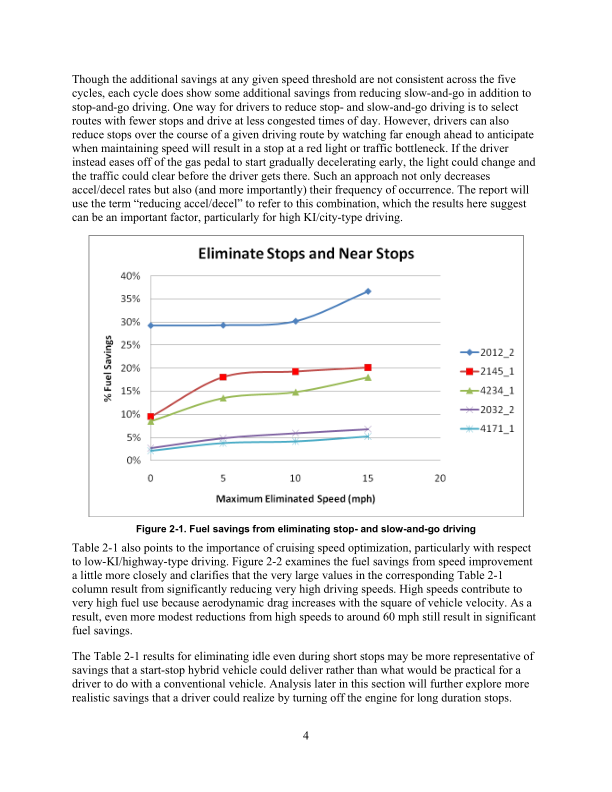 Though the additional savings at any given speed threshold are not consistent across the five
cycles, each cycle does show some additional savings from reducing slow-and-go in addition to
stop-and-go driving. One way for drivers to reduce stop- and slow-and-go driving is to select
routes with fewer stops and drive at less congested times of day. However, drivers can also
reduce stops over the course of a given driving route by watching far enough ahead to anticipate
when maintaining speed will result in a stop at a red light or traffic bottleneck. If the driver
instead eases off of the gas pedal to start gradually decelerating early, the light could change and
the traffic could clear before the driver gets there. Such an approach not only decreases
accel/decel rates but also (and more importantly) their frequency of occurrence. The report will
use the term “reducing accel/decel” to refer to this combination, which the results here suggest
can be an important factor, particularly for high KI/city-type driving.
Eliminate Stops and Near Stops
40%
35%
30%
25%
20%
15%
10%
5%
0%
% Fuel Savings
0 5 10 15 20
Maximum Eliminated Speed (mph)
2012_2
2145_1
4234_1
2032_2
4171_1
Figure 2-1. Fuel savings from eliminating stop- and slow-and-go driving
Table 2-1 also points to the importance of cruising speed optimization, particularly with respect
to low-KI/highway-type driving. Figure 2-2 examines the fuel savings from speed improvement
a little more closely and clarifies that the very large values in the corresponding Table 2-1
column result from significantly reducing very high driving speeds. High speeds contribute to
very high fuel use because aerodynamic drag increases with the square of vehicle velocity. As a
result, even more modest reductions from high speeds to around 60 mph still result in significant
fuel savings.
The Table 2-1 results for eliminating idle even during short stops may be more representative of
savings that a start-stop hybrid vehicle could deliver rather than what would be practical for a
driver to do with a conventional vehicle. Analysis later in this section will further explore more
realistic savings that a driver could realize by turning off the engine for long duration stops.
4